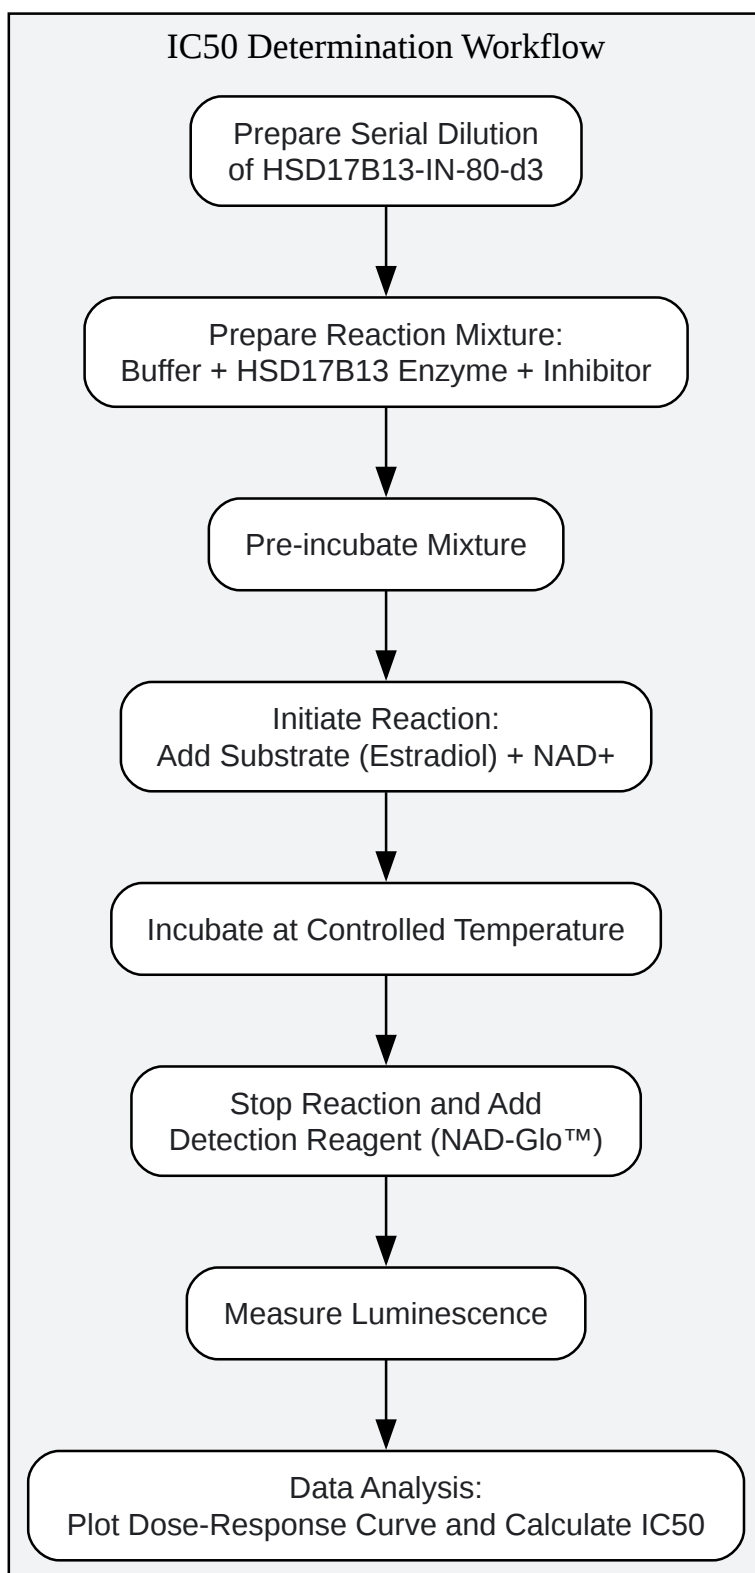 IC50 Determination Workflow
Prepare Serial Dilution
of HSD17B13-IN-80-d3
Prepare Reaction Mixture:
Buffer + HSD17B13 Enzyme + Inhibitor
Pre-incubate Mixture
Initiate Reaction:
Add Substrate (Estradiol) + NAD+
Incubate at Controlled Temperature
Stop Reaction and Add
Detection Reagent (NAD-Glo™)
Measure Luminescence
Data Analysis:
Plot Dose-Response Curve and Calculate IC50